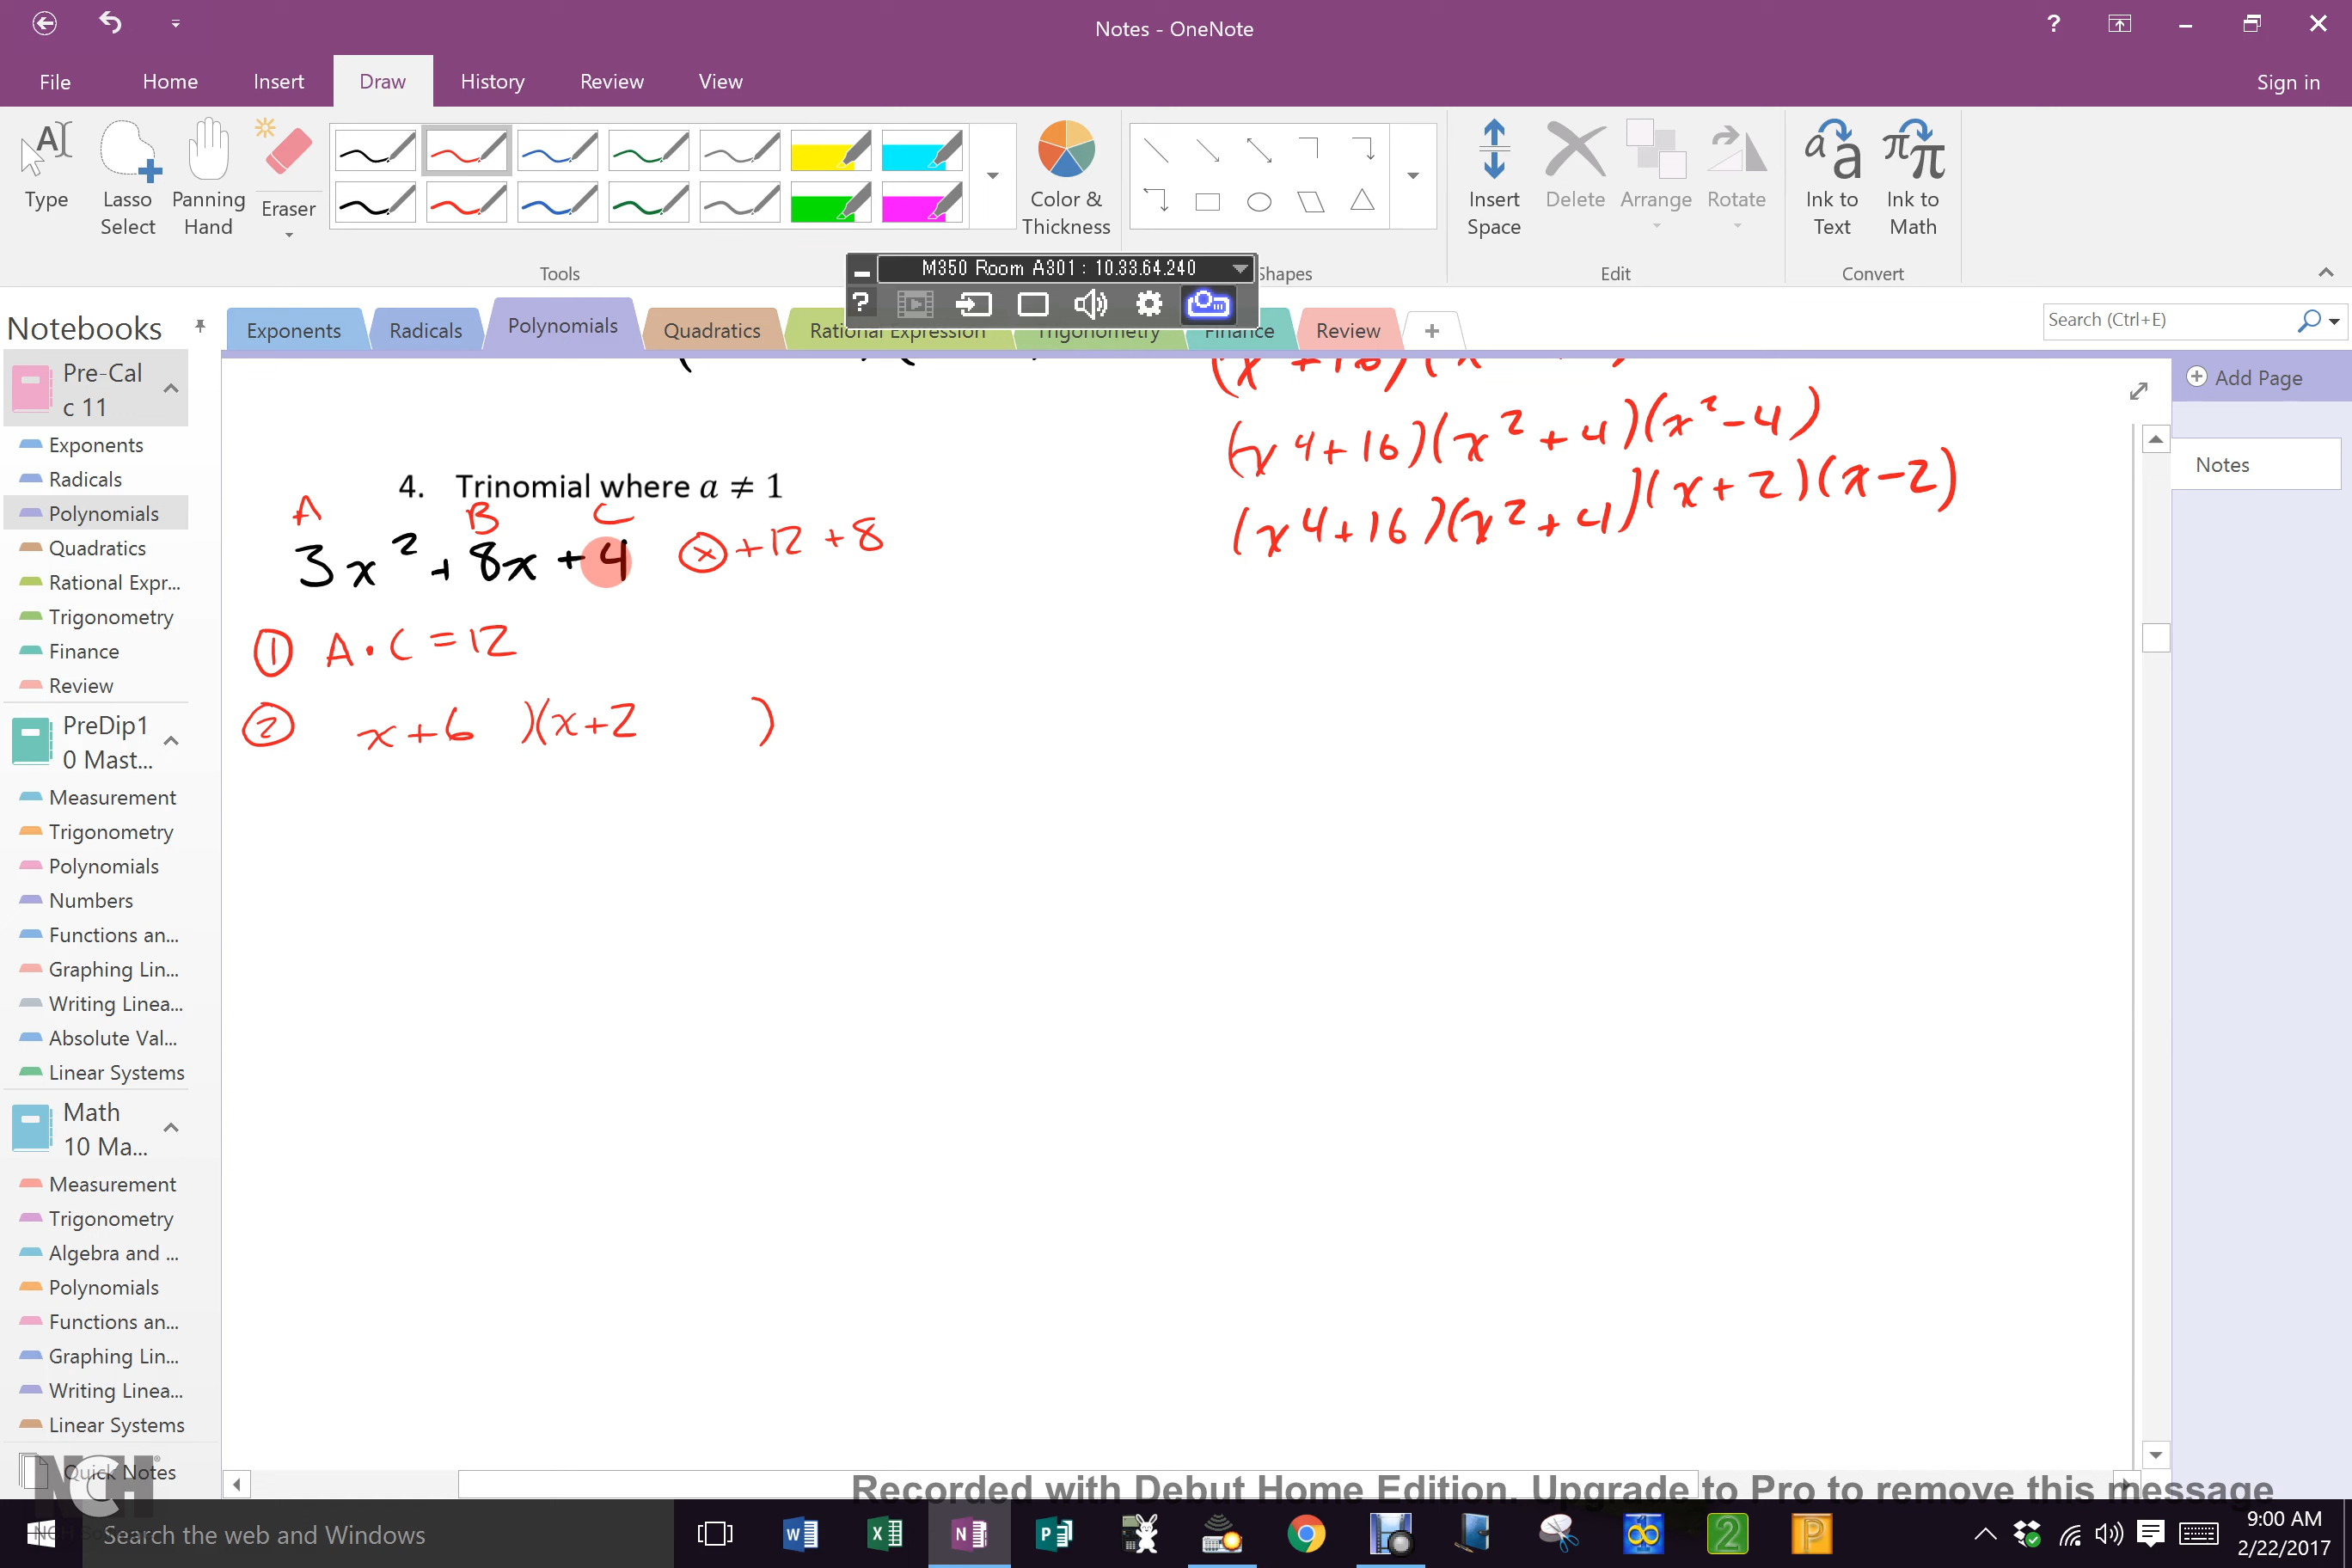 Notes - OneNote
?
File Home Insert Draw History Review View Sign in
Type
Lasso Select
Panning Hand
Eraser
Color & Thickness
Insert Space
Delete
Arrange
Rotate
Ink to Text
Ink to Math
Tools
Shapes
Edit
Convert
M350 Room A301 : 10.33.64.240
?
Notebooks
Exponents Radicals Polynomials Quadratics Rational Expression Trigonometry Finance Review +
Search (Ctrl+E)
Pre-Cal
c 11
Exponents
Radicals
Polynomials
Quadratics
Rational Expr...
Trigonometry
Finance
Review
PreDip1
0 Mast...
Measurement
Trigonometry
Polynomials
Numbers
Functions an...
Graphing Lin...
Writing Linea...
Absolute Val...
Linear Systems
Math
10 Ma...
Measurement
Trigonometry
Algebra and ...
Polynomials
Functions an...
Graphing Lin...
Writing Linea...
Linear Systems
Quick Notes
Add Page
Notes
(x⁴+16)(x²+4)(x²-4)
(x⁴+16)(x²+4)(x+2)(x-2)
4. Trinomial where a ≠ 1
A B C
3x²+8x+4 ⊗ +12 +8
① A·C=12
② x+6 )(x+2 )
Recorded with Debut Home Edition. Upgrade to Pro to remove this message
NCH
Search the web and Windows
9:00 AM
2/22/2017